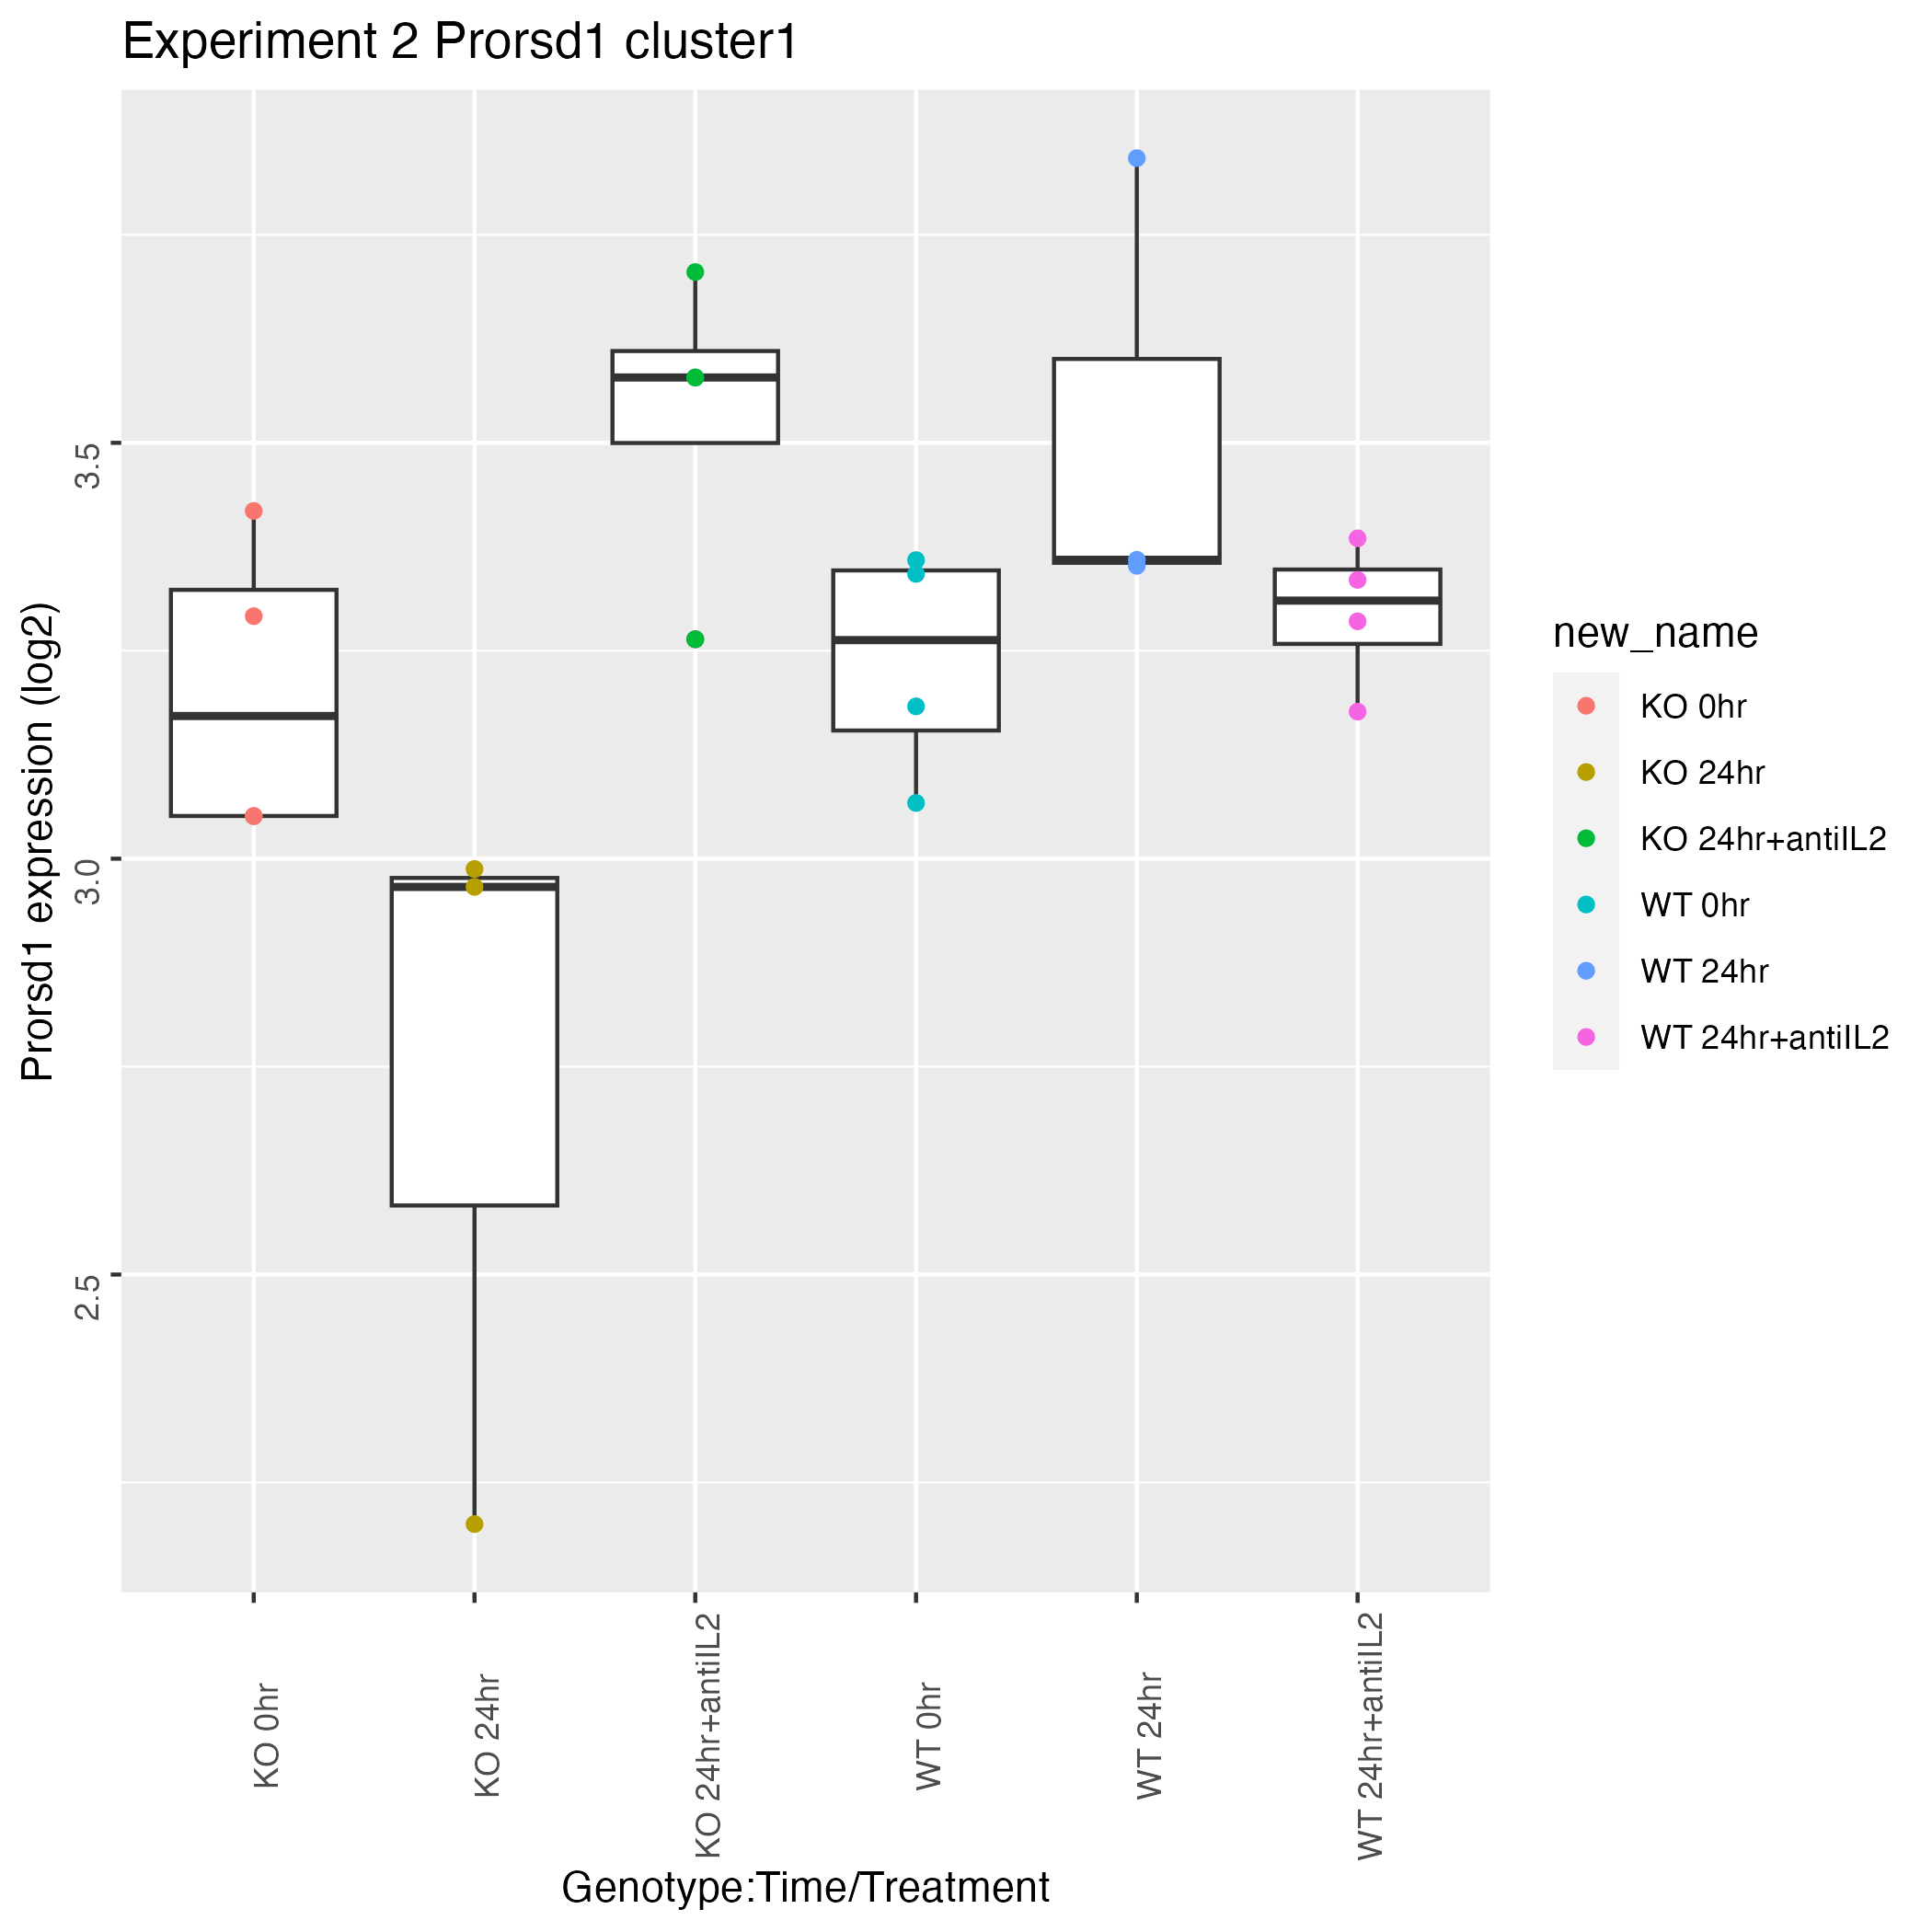 Experiment 2 Prorsd1 cluster1
Prorsd1 expression (log2)
3.5
3.0
2.5
KO 0hr
KO 24hr
KO 24hr+antiIL2
WT 0hr
WT 24hr
WT 24hr+antiIL2
Genotype:Time/Treatment
new_name
KO 0hr
KO 24hr
KO 24hr+antiIL2
WT 0hr
WT 24hr
WT 24hr+antiIL2